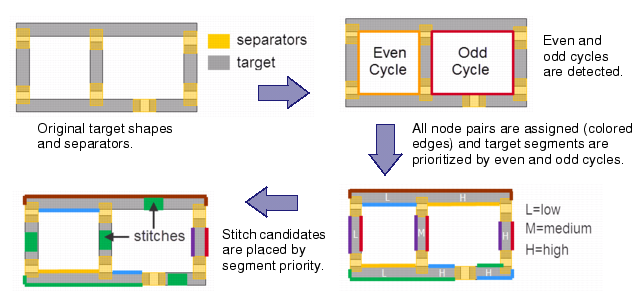 separators
target
Original target shapes
and separators.
Even
Cycle
Odd
Cycle
Even and
odd cycles
are detected.
All node pairs are assigned (colored
edges) and target segments are
prioritized by even and odd cycles.
L
H
L
M
H
L
H
H
L=low
M=medium
H=high
stitches
Stitch candidates
are placed by
segment priority.